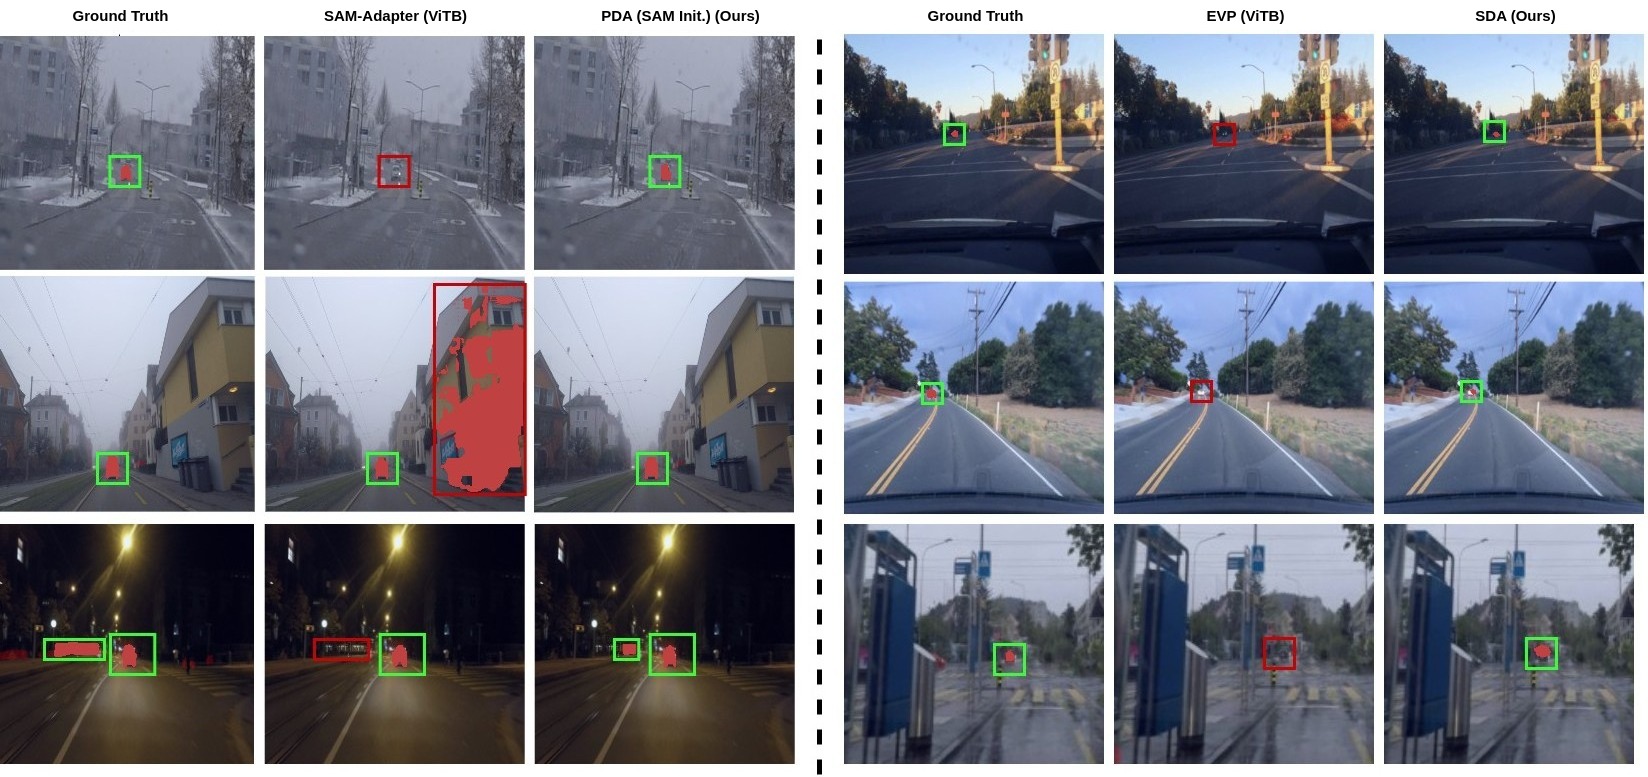 Ground Truth
SAM-Adapter (ViTB)
PDA (SAM Init.) (Ours)
Ground Truth
EVP (ViTB)
SDA (Ours)